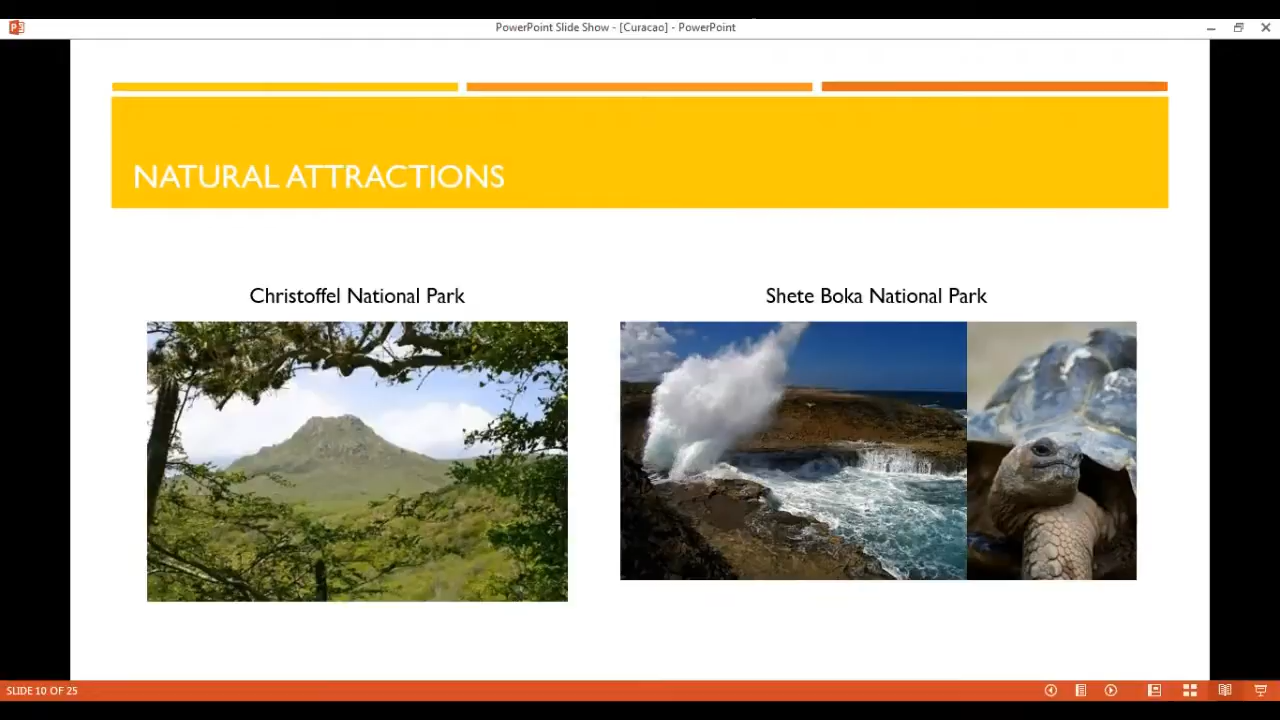 PowerPoint Slide Show - [Curacao] - PowerPoint
NATURAL ATTRACTIONS
Christoffel National Park
Shete Boka National Park
SLIDE 10 OF 25